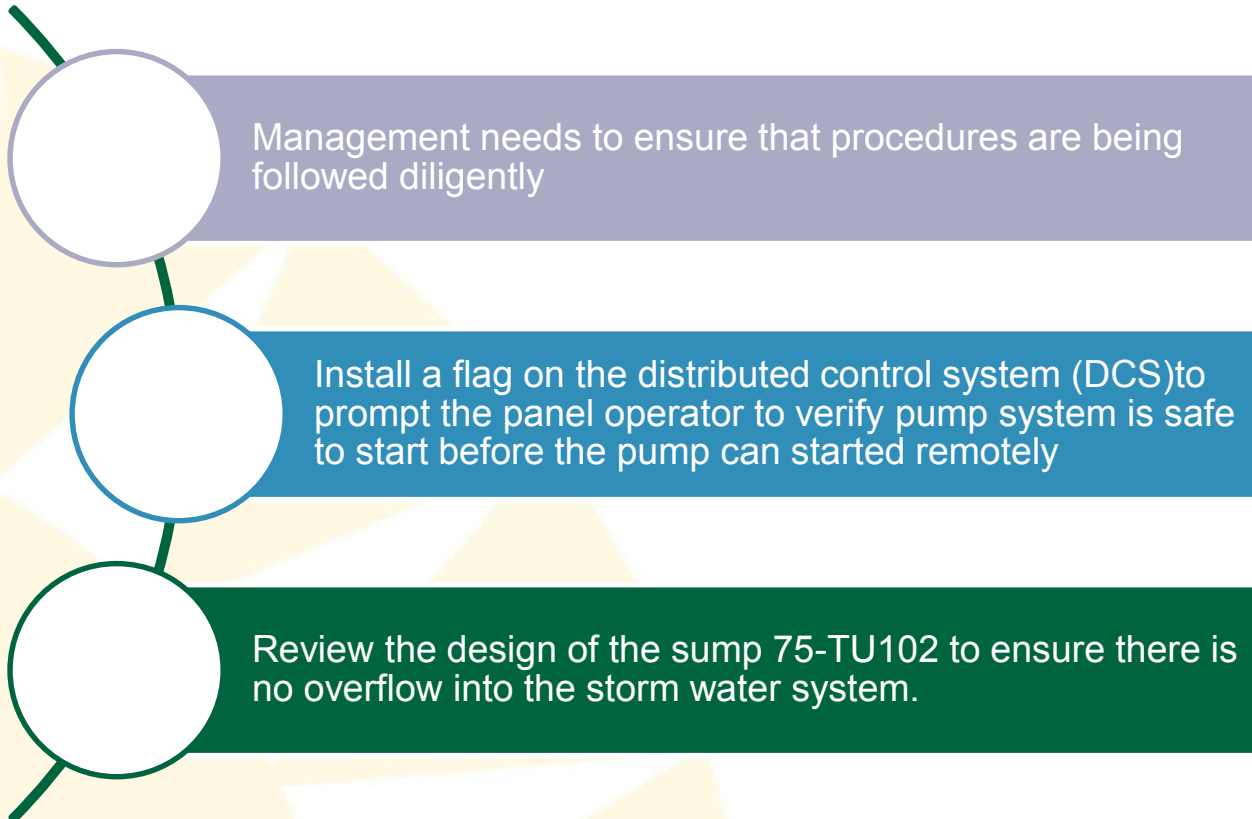 Management needs to ensure that procedures are being
followed diligently
Install a flag on the distributed control system (DCS)to
prompt the panel operator to verify pump system is safe
to start before the pump can started remotely
Review the design of the sump 75-TU102 to ensure there is
no overflow into the storm water system.